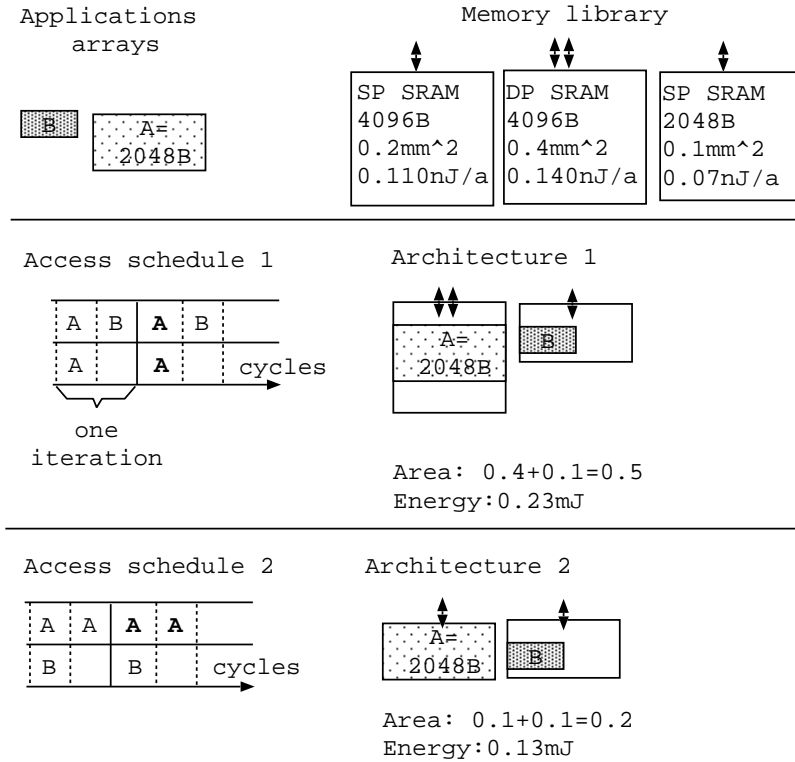 Applications
arrays
Memory library
B
A=
2048B
SP SRAM
4096B
0.2mm^2
0.110nJ/a
DP SRAM
4096B
0.4mm^2
0.140nJ/a
SP SRAM
2048B
0.1mm^2
0.07nJ/a
Access schedule 1
A B A B
A A
cycles
one
iteration
Architecture 1
A=
2048B
B
Area: 0.4+0.1=0.5
Energy:0.23mJ
Access schedule 2
A A A A
B B
cycles
Architecture 2
A=
2048B
B
Area: 0.1+0.1=0.2
Energy:0.13mJ